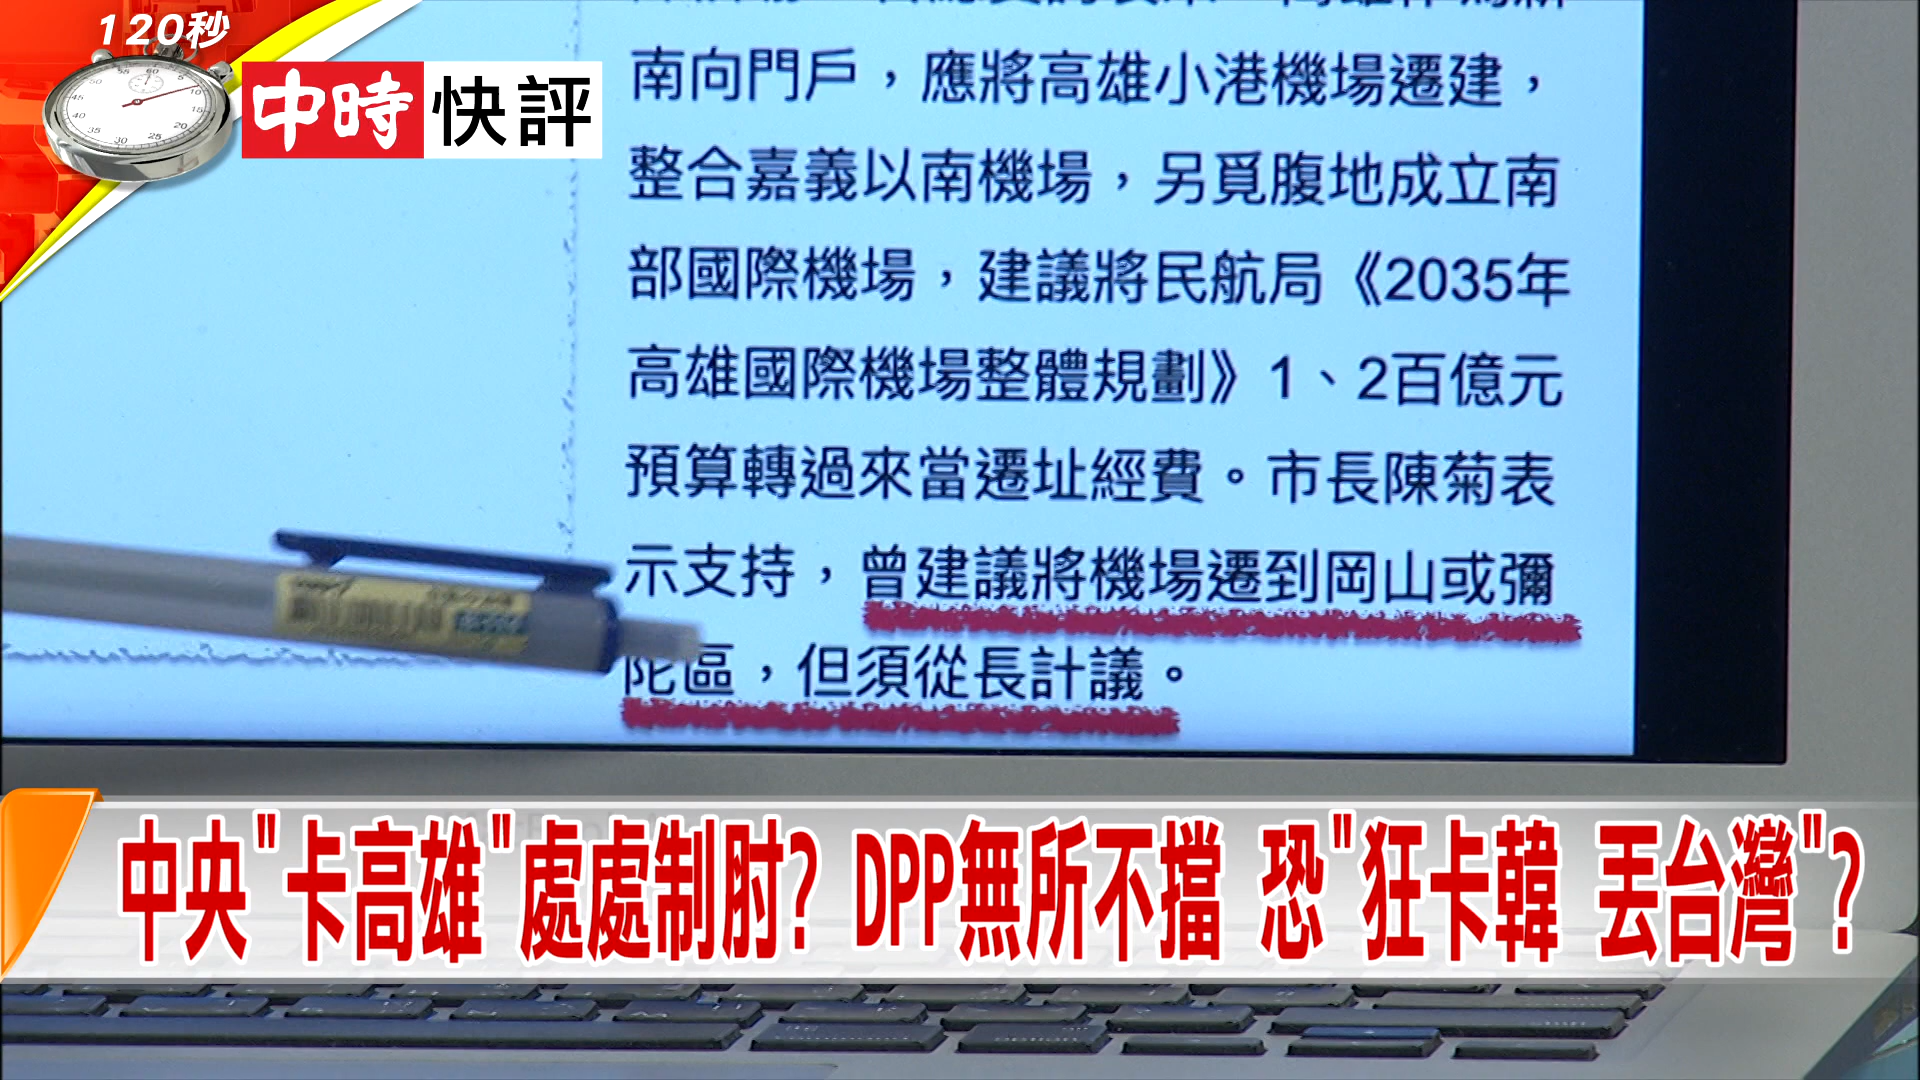 120秒
中時快評
南向門戶，應將高雄小港機場遷建，
整合嘉義以南機場，另覓腹地成立南
部國際機場，建議將民航局《2035年
高雄國際機場整體規劃》1、2百億元
預算轉過來當遷址經費。市長陳菊表
示支持，曾建議將機場遷到岡山或彌
陀區，但須從長計議。
中央"卡高雄"處處制肘? DPP無所不擋 恐"狂卡韓 丟台灣"?